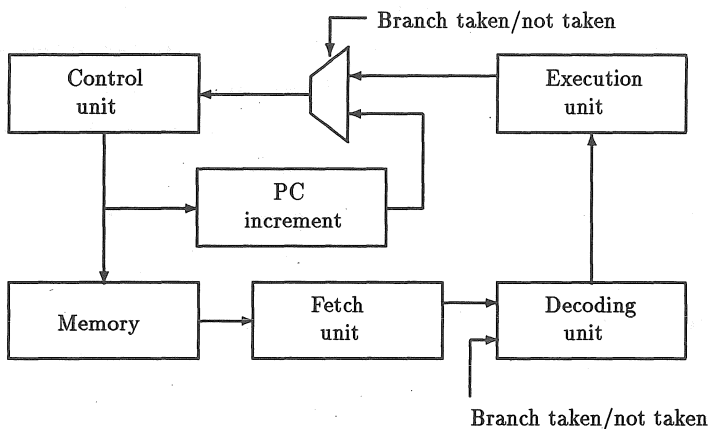 Branch taken/not taken
Control
unit
Execution
unit
PC
increment
Memory
Fetch
unit
Decoding
unit
Branch taken/not taken